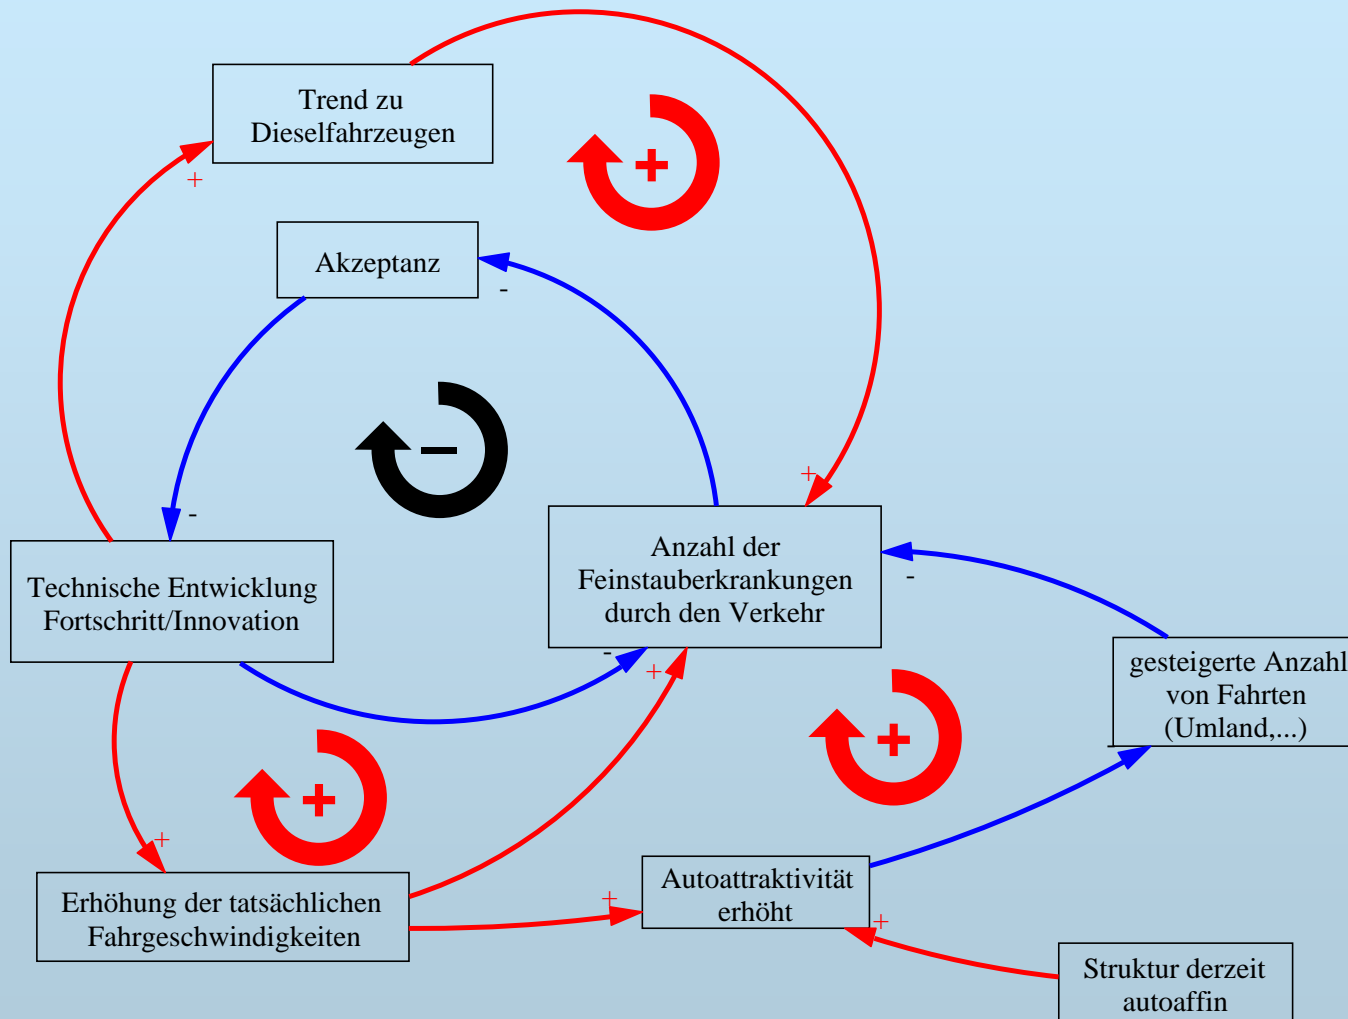 Trend zu
Dieselfahrzeugen
+
+
Akzeptanz
-
-
+
-
Anzahl der
Feinstauberkrankungen
durch den Verkehr
-
Technische Entwicklung
Fortschritt/Innovation
-
+
gesteigerte Anzahl
von Fahrten
(Umland,...)
-
+
+
+
Erhöhung der tatsächlichen
Fahrgeschwindigkeiten
+
Autoattraktivität
erhöht
+
Struktur derzeit
autoaffin